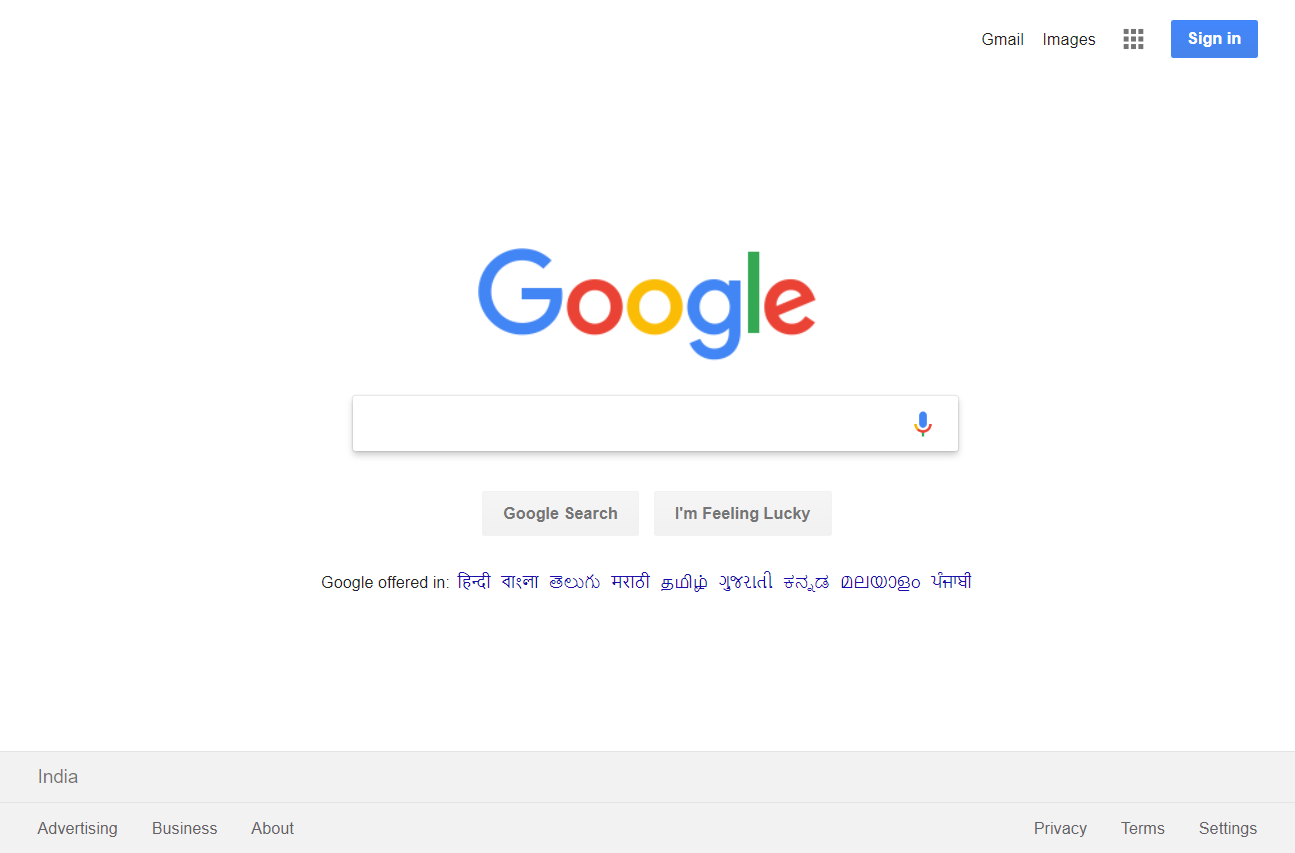 Gmail Images Sign in
Google
Google Search I'm Feeling Lucky
Google offered in: हिन्दी বাংলা తెలుగు मराठी தமிழ் ગુજરાતી ಕನ್ನಡ മലയാളം ਪੰਜਾਬੀ
India
Advertising Business About Privacy Terms Settings